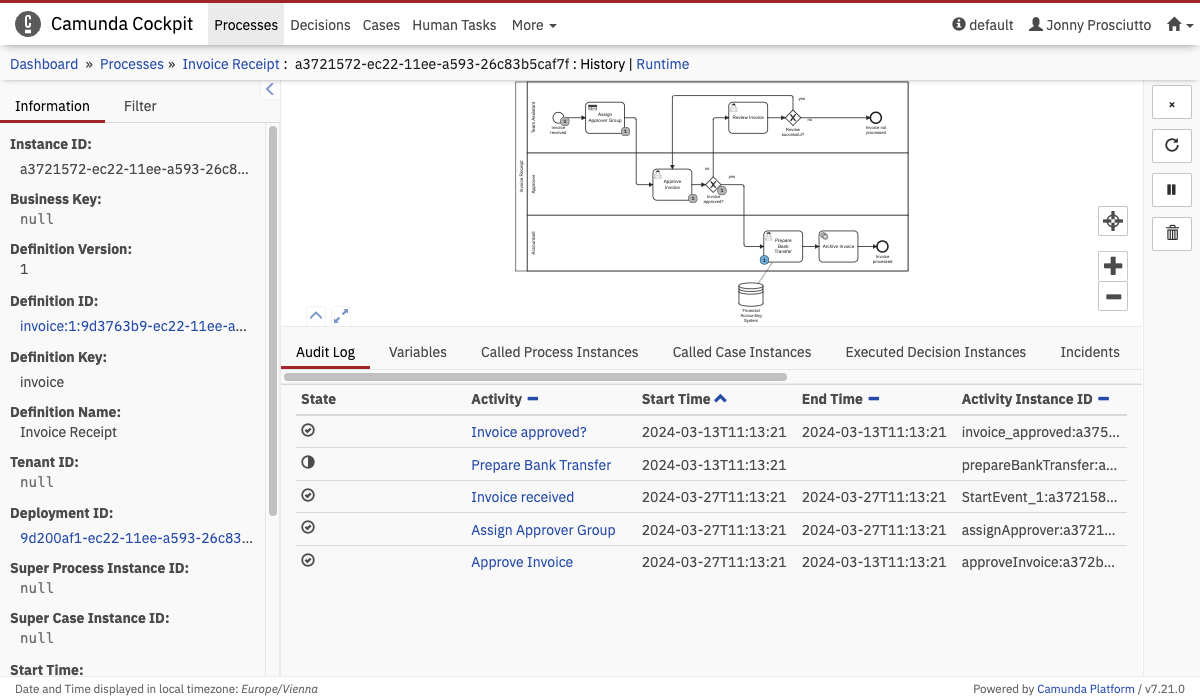 Camunda Cockpit Processes Decisions Cases Human Tasks More default Jonny Prosciutto
Dashboard » Processes » Invoice Receipt : a3721572-ec22-11ee-a593-26c83b5caf7f : History | Runtime
Information Filter
Instance ID:
a3721572-ec22-11ee-a593-26c8...
Business Key:
null
Definition Version:
1
Definition ID:
invoice:1:9d3763b9-ec22-11ee-a...
Definition Key:
invoice
Definition Name:
Invoice Receipt
Tenant ID:
null
Deployment ID:
9d200af1-ec22-11ee-a593-26c83...
Super Process Instance ID:
null
Super Case Instance ID:
null
Start Time:
Invoice Receipt
Team Assistant
Invoice
received
1
Assign
Approver Group
1
Review Invoice
yes
no
Review
successful?
Invoice not
processed
Approver
Approve
Invoice
1
no
yes
1
Invoice
approved?
Accountant
Prepare
Bank
Transfer
1
Archive Invoice
Invoice
processed
Financial
Accounting
System
Audit Log Variables Called Process Instances Called Case Instances Executed Decision Instances Incidents
State Activity Start Time End Time Activity Instance ID
Invoice approved? 2024-03-13T11:13:21 2024-03-13T11:13:21 invoice_approved:a375...
Prepare Bank Transfer 2024-03-13T11:13:21 prepareBankTransfer:a...
Invoice received 2024-03-27T11:13:21 2024-03-27T11:13:21 StartEvent_1:a372158...
Assign Approver Group 2024-03-27T11:13:21 2024-03-27T11:13:21 assignApprover:a3721...
Approve Invoice 2024-03-27T11:13:21 2024-03-13T11:13:21 approveInvoice:a372b...
Date and Time displayed in local timezone: Europe/Vienna
Powered by Camunda Platform / v7.21.0